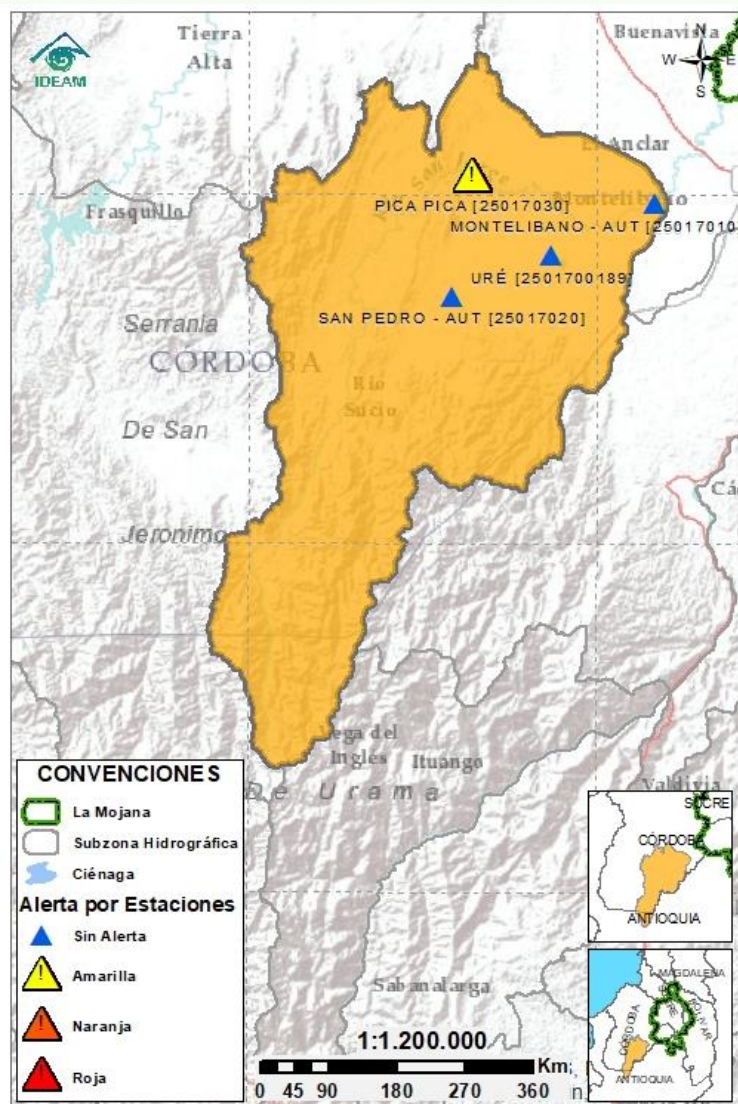 IDEAM
Tierra
Alta
Buenavista
N
W E
S
El Anclar
Frasquillo
PICA PICA [25017030]
Montelibano
MONTELIBANO - AUT [25017010
URÉ [2501700189]
SAN PEDRO - AUT [25017020]
Serrania
CÓRDOBA
Río
Sucio
De San
Jeronimo
Vega del
Inglés
Ituango
De Urama
Valdivia
Sabanalarga
CONVENCIONES
La Mojana
Subzona Hidrográfica
Ciénaga
Alerta por Estaciones
Sin Alerta
Amarilla
Naranja
Roja
1:1.200.000
Km
0 45 90 180 270 360
SUCRE
CÓRDOBA
ANTIOQUIA
MAGDALENA
CÓRDOBA
BOLIVAR
ANTIOQUIA